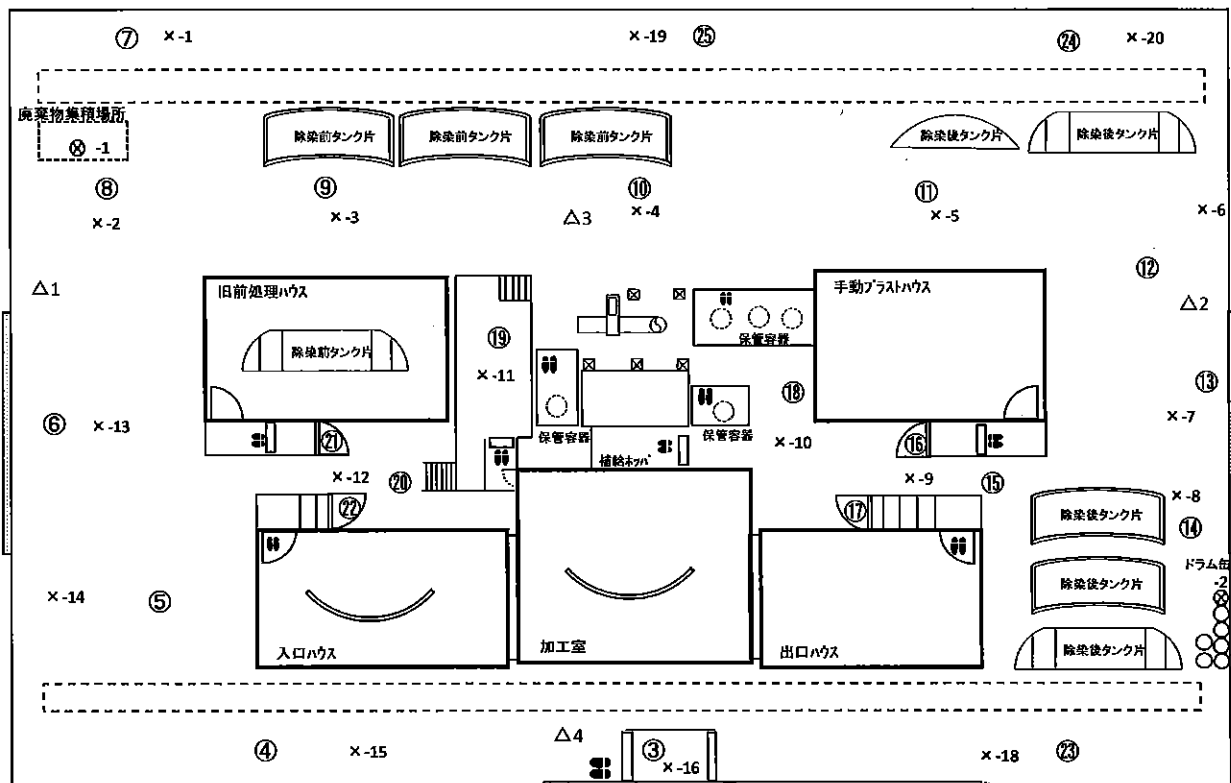 ⑦ ×-1 ×-19 ㉕ ㉔ ×-20
廃棄物集積場所
⊗ -1
除染前タンク片 除染前タンク片 除染前タンク片 除染後タンク片 除染後タンク片
⑧ ⑨ ⑩ ⑪
×-2 ×-3 △3 ×-4 ×-5 ×-6
⑫
△1 旧前処理ハウス 手動ブラストハウス △2
保管容器
⑲
除染前タンク片
×-11 ⑱ ⑬
⑥ ×-13 ×-7
保管容器 保管容器
㉑ ×-10 ⑯
補給ホッパ
×-12 ⑳ ×-9 ⑮
×-8
㉒ ⑰ 除染後タンク片 ⑭
ドラム缶
-2
除染後タンク片
×-14 ⑤
入口ハウス 加工室 出口ハウス 除染後タンク片
④ ×-15 △4 ③ ×-16 ×-18 ㉓